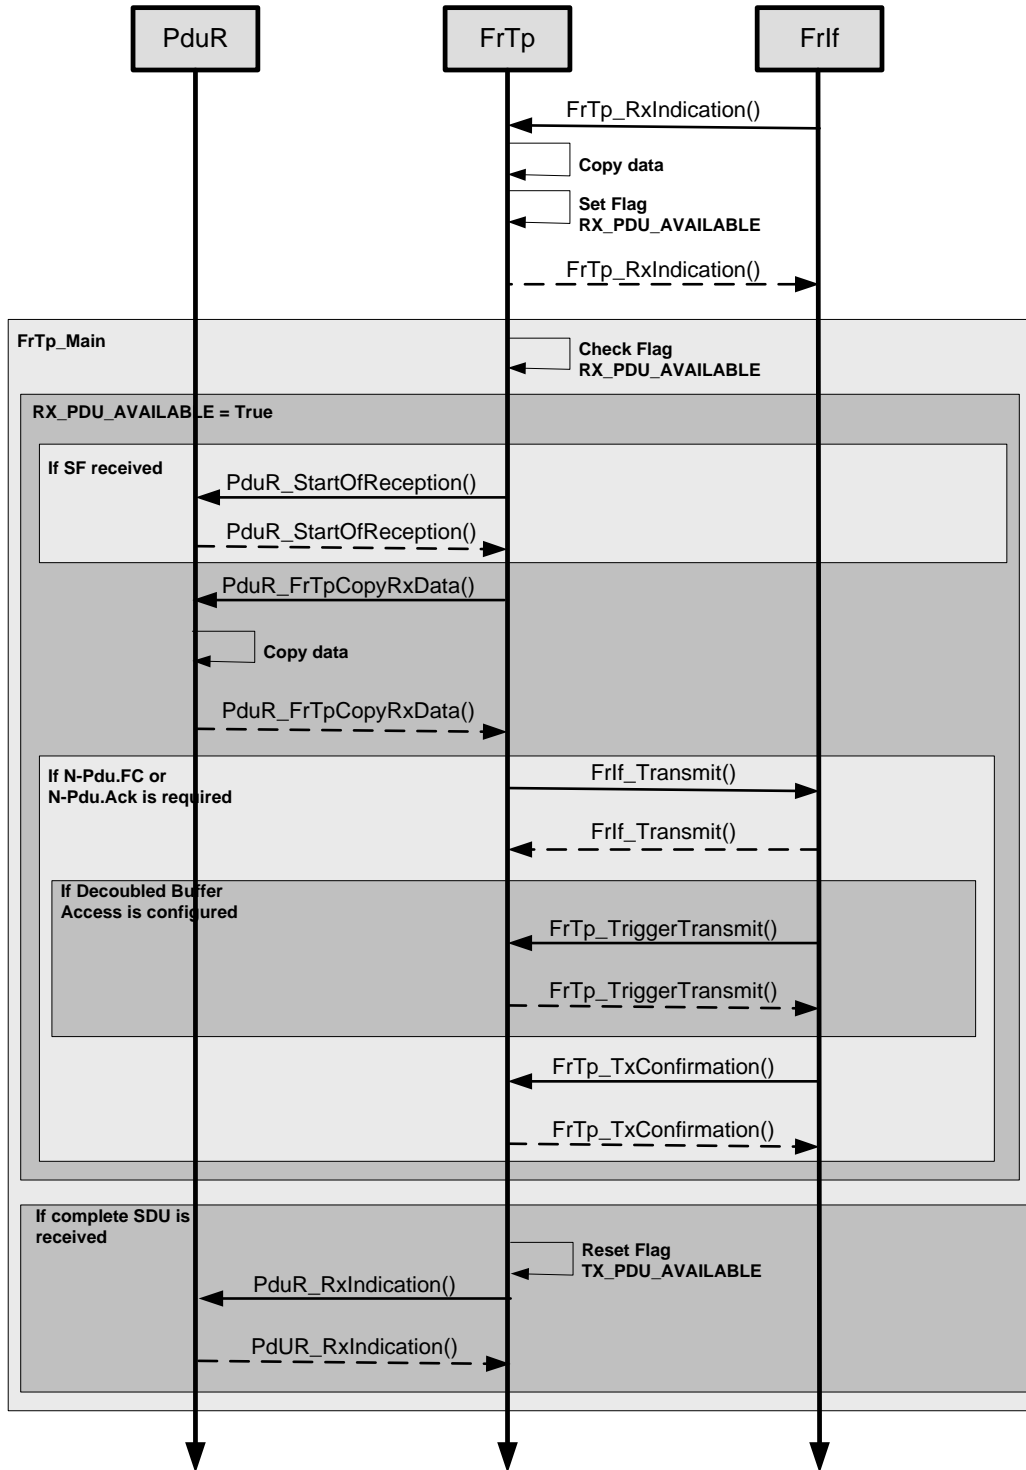 PduR
FrTp
FrIf
FrTp_RxIndication()
Copy data
Set Flag
RX_PDU_AVAILABLE
FrTp_RxIndication()
FrTp_Main
Check Flag
RX_PDU_AVAILABLE
RX_PDU_AVAILABLE = True
If SF received
PduR_StartOfReception()
PduR_StartOfReception()
PduR_FrTpCopyRxData()
Copy data
PduR_FrTpCopyRxData()
If N-Pdu.FC or
N-Pdu.Ack is required
FrIf_Transmit()
FrIf_Transmit()
If Decoubled Buffer
Access is configured
FrTp_TriggerTransmit()
FrTp_TriggerTransmit()
FrTp_TxConfirmation()
FrTp_TxConfirmation()
If complete SDU is
received
Reset Flag
TX_PDU_AVAILABLE
PduR_RxIndication()
PdUR_RxIndication()